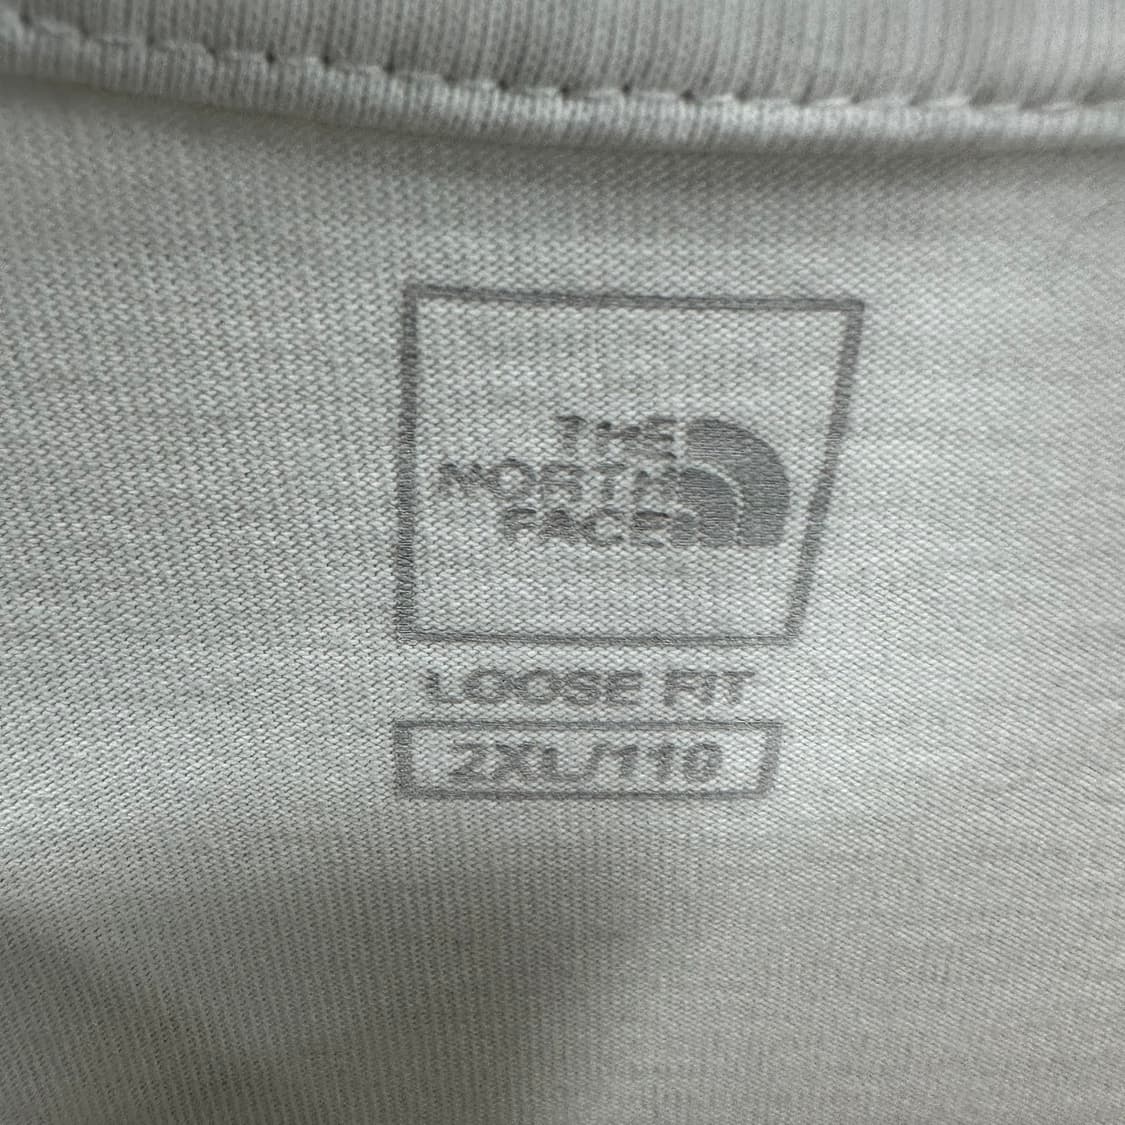 THE
NORTH
FACE
LOOSE FIT
2XL/110